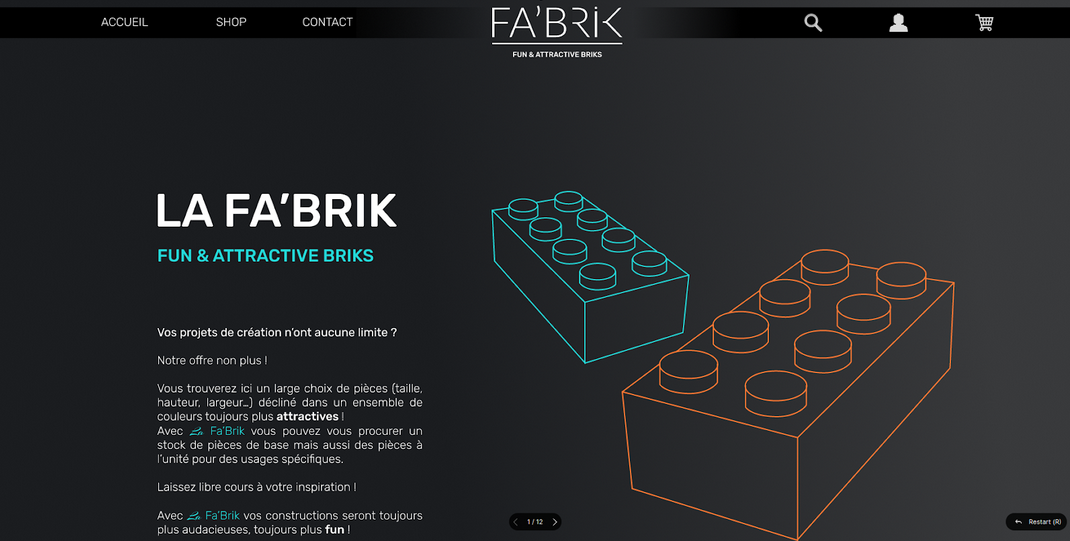 ACCUEIL SHOP CONTACT
FA'BRIK
FUN & ATTRACTIVE BRIKS
LA FA'BRIK
FUN & ATTRACTIVE BRIKS
Vos projets de création n'ont aucune limite ?
Notre offre non plus !
Vous trouverez ici un large choix de pièces (taille,
hauteur, largeur...) décliné dans un ensemble de
couleurs toujours plus attractives !
Avec Fa'Brik vous pouvez vous procurer un
stock de pièces de base mais aussi des pièces à
l'unité pour des usages spécifiques.
Laissez libre cours à votre inspiration !
Avec Fa'Brik vos constructions seront toujours
plus audacieuses, toujours plus fun !
1 / 12
Restart (R)